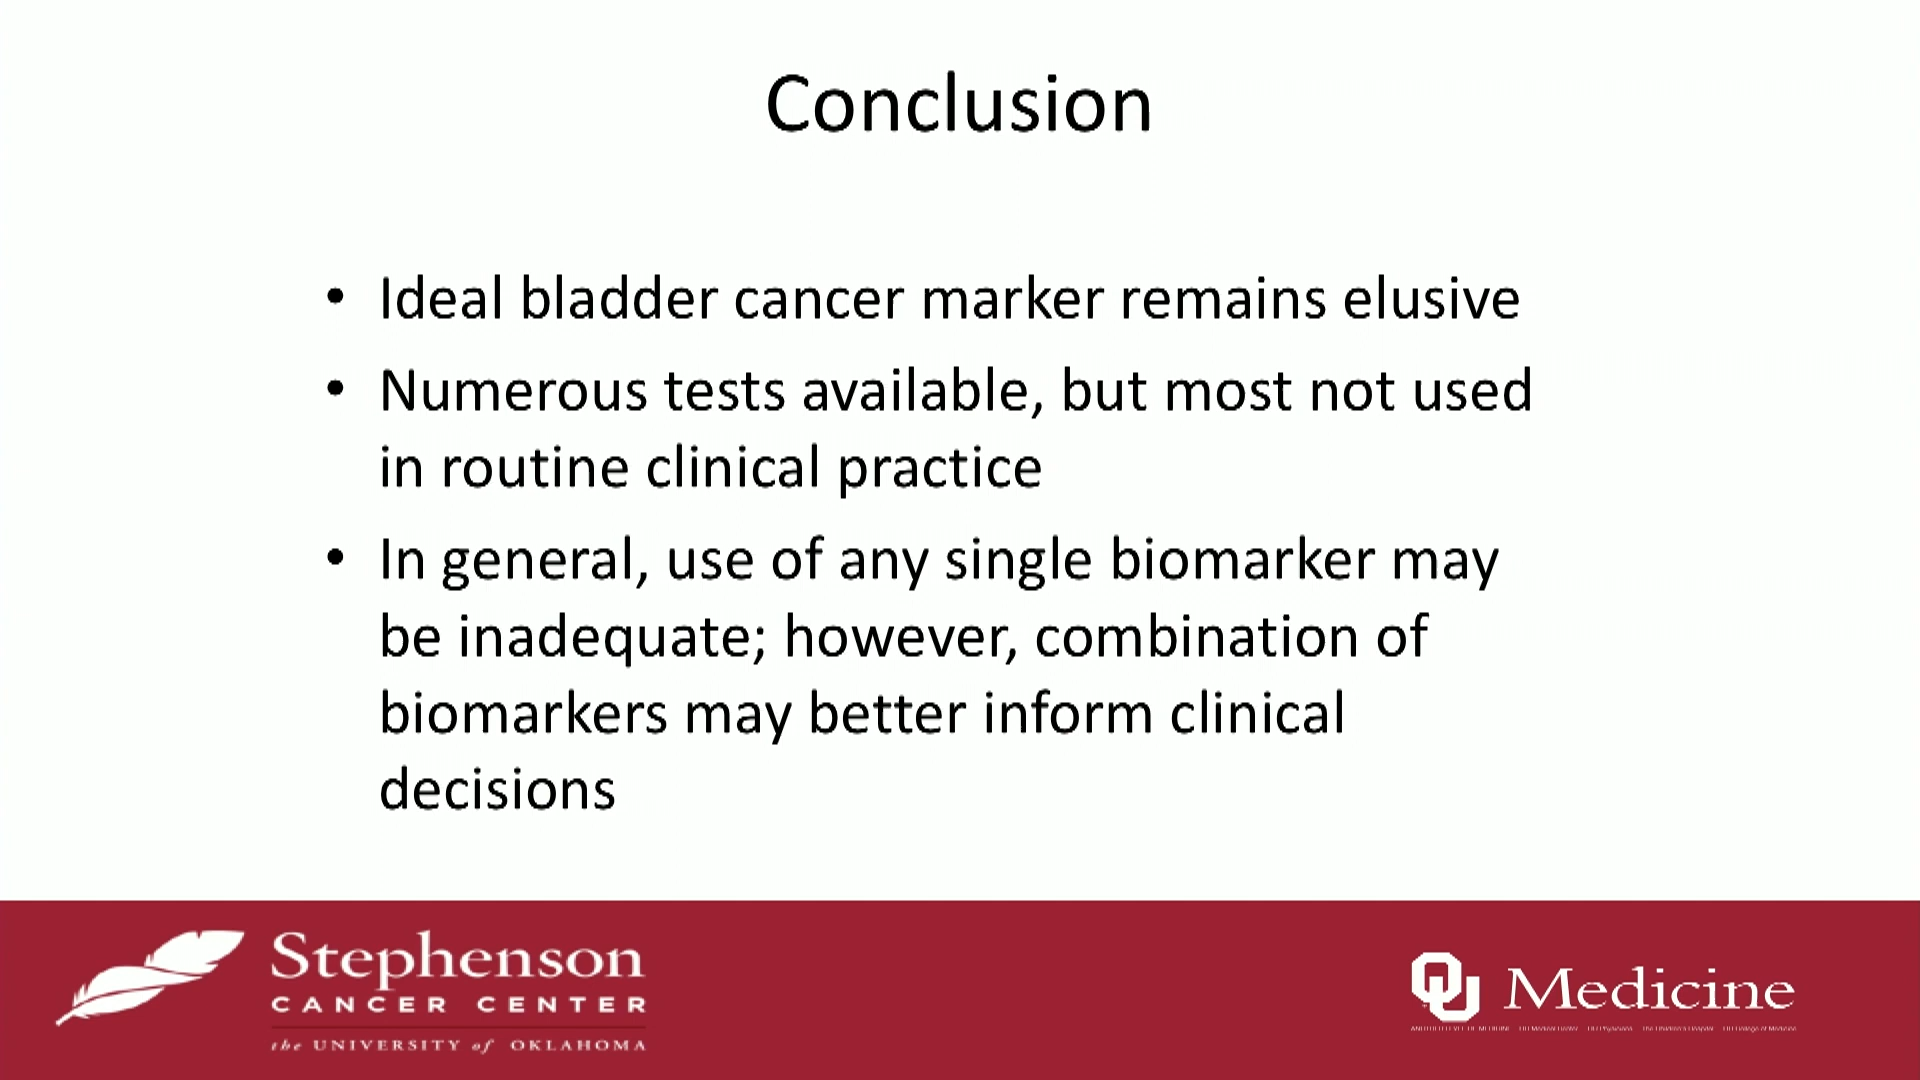 Conclusion
• Ideal bladder cancer marker remains elusive
• Numerous tests available, but most not used
in routine clinical practice
• In general, use of any single biomarker may
be inadequate; however, combination of
biomarkers may better inform clinical
decisions
Stephenson
CANCER CENTER
the UNIVERSITY of OKLAHOMA
OU Medicine